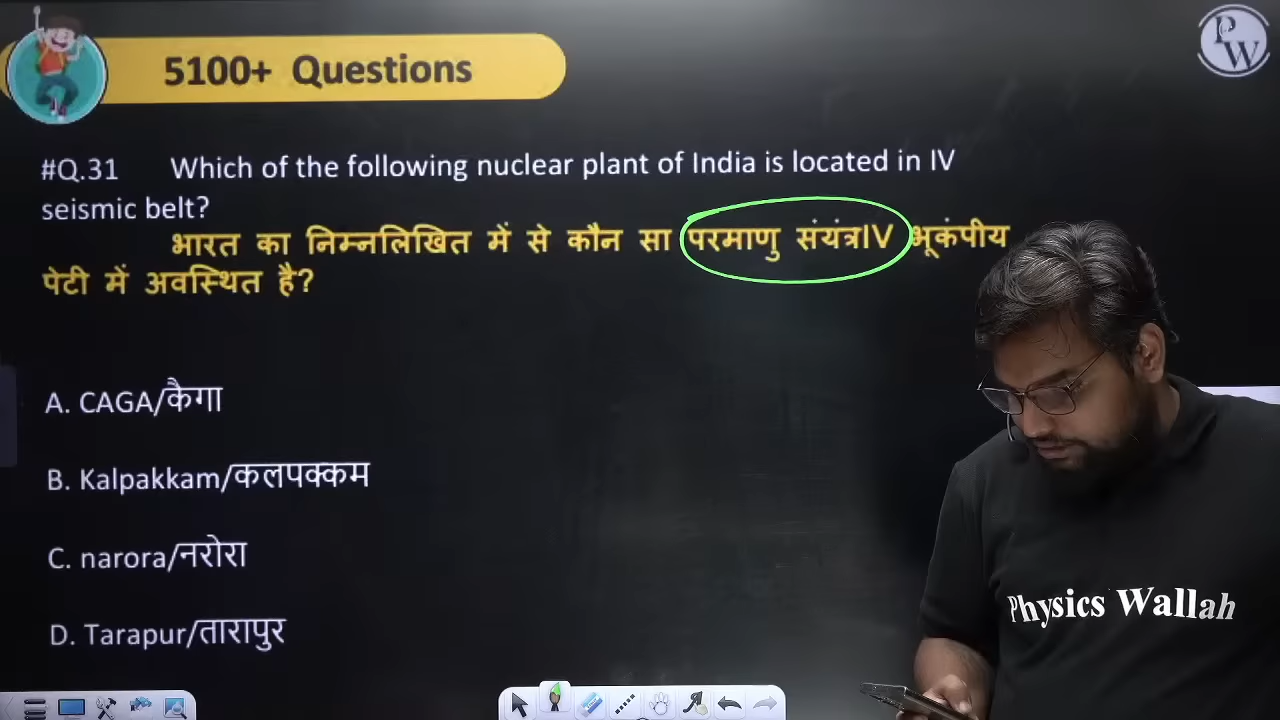 5100+ Questions
PW
#Q.31 Which of the following nuclear plant of India is located in IV
seismic belt?
भारत का निम्नलिखित में से कौन सा परमाणु संयंत्रIV भूकंपीय
पेटी में अवस्थित है?
A. CAGA/कैगा
B. Kalpakkam/कलपक्कम
C. narora/नरोरा
D. Tarapur/तारापुर
Physics Wallah